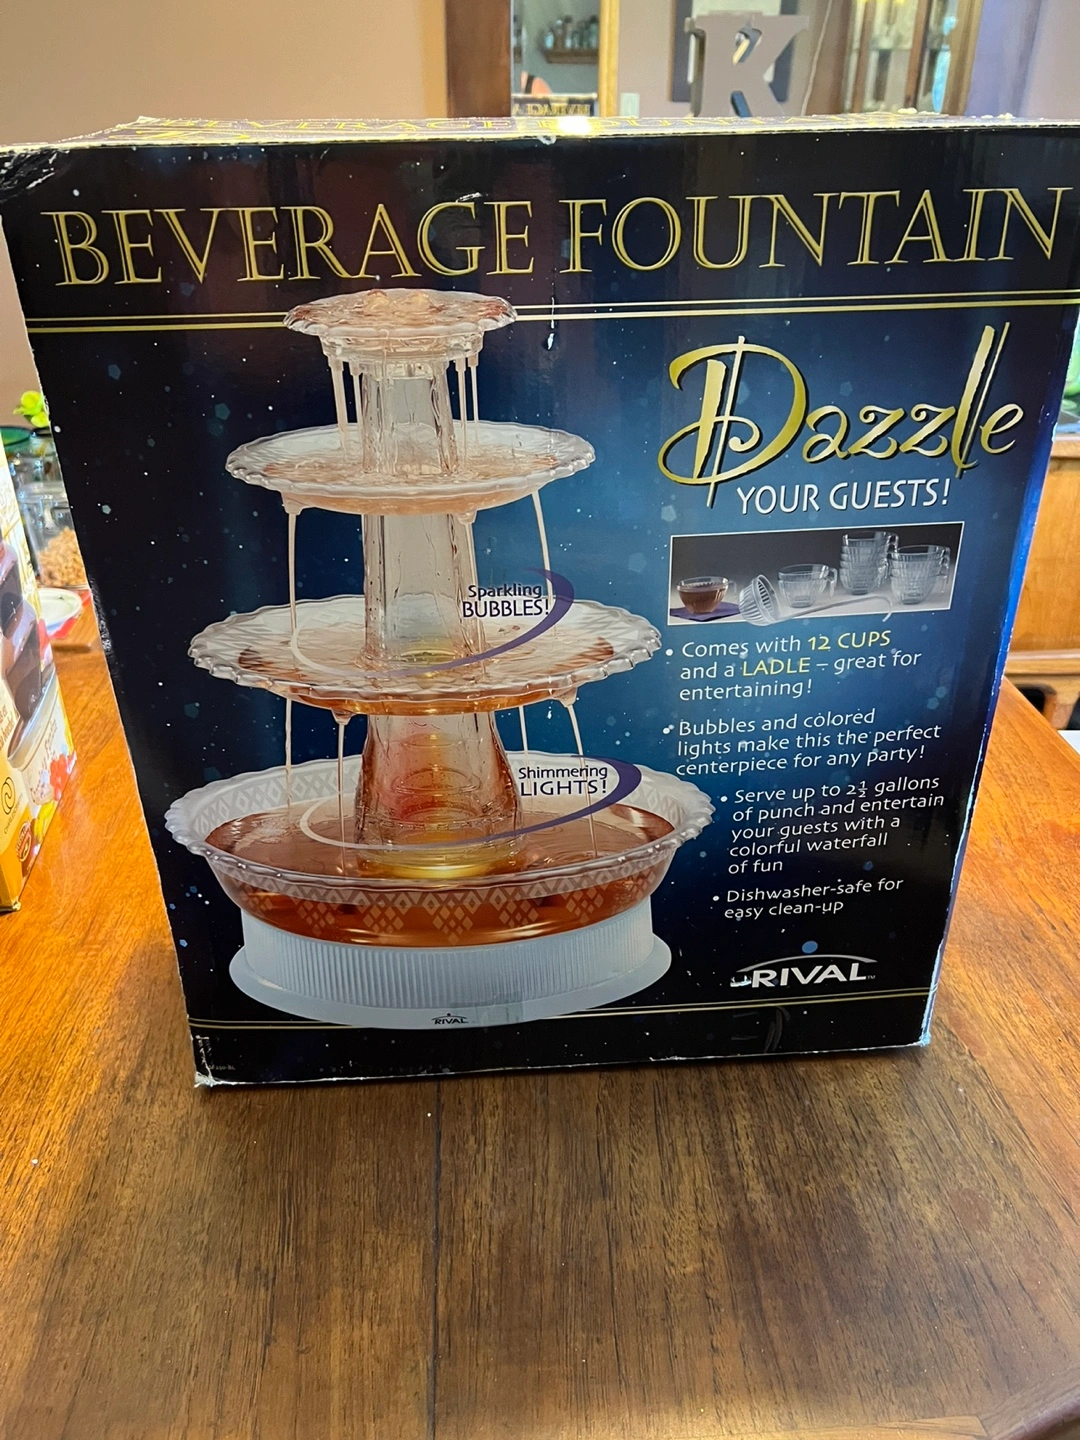 BEVERAGE FOUNTAIN
Dazzle
YOUR GUESTS!
Sparkling
BUBBLES!
Shimmering
LIGHTS!
• Comes with 12 CUPS
and a LADLE – great for
entertaining!
• Bubbles and colored
lights make this the perfect
centerpiece for any party!
• Serve up to 2½ gallons
of punch and entertain
your guests with a
colorful waterfall
of fun
• Dishwasher-safe for
easy clean-up
RIVAL™
RIVAL
K